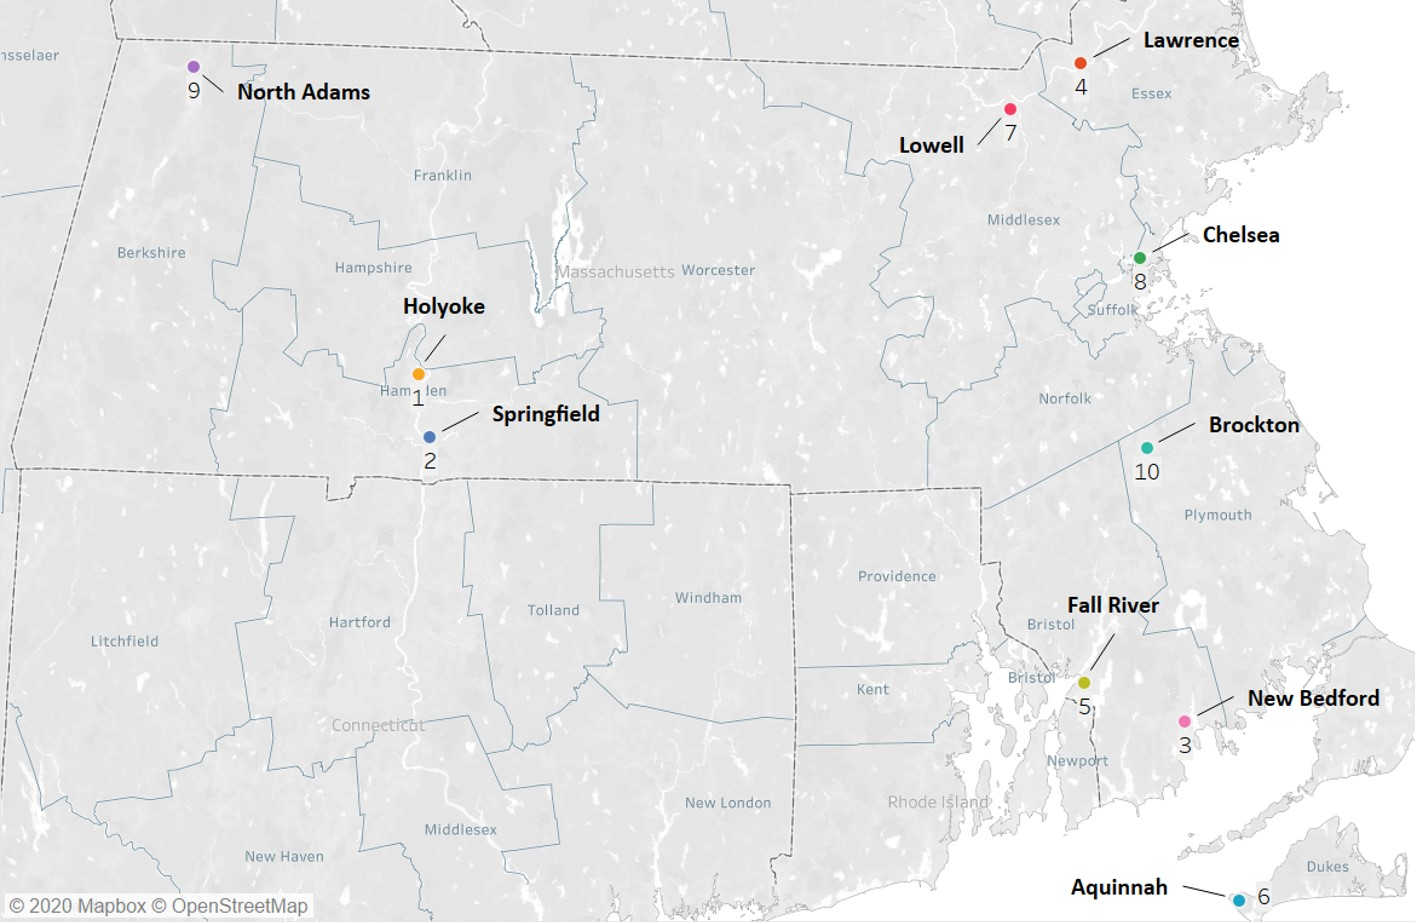 Lawrence
nsselaer
4
9
North Adams
Essex
7
Lowell
Franklin
Middlesex
Chelsea
Berkshire
Hampshire
Massachusetts
Worcester
8
Holyoke
Suffolk
Hampden
1
Norfolk
Springfield
Brockton
2
10
Plymouth
Providence
Windham
Fall River
Tolland
Hartford
Bristol
Litchfield
Bristol
Kent
5
New Bedford
Connecticut
3
Newport
New London
Rhode Island
Middlesex
New Haven
Dukes
Aquinnah
6
© 2020 Mapbox © OpenStreetMap